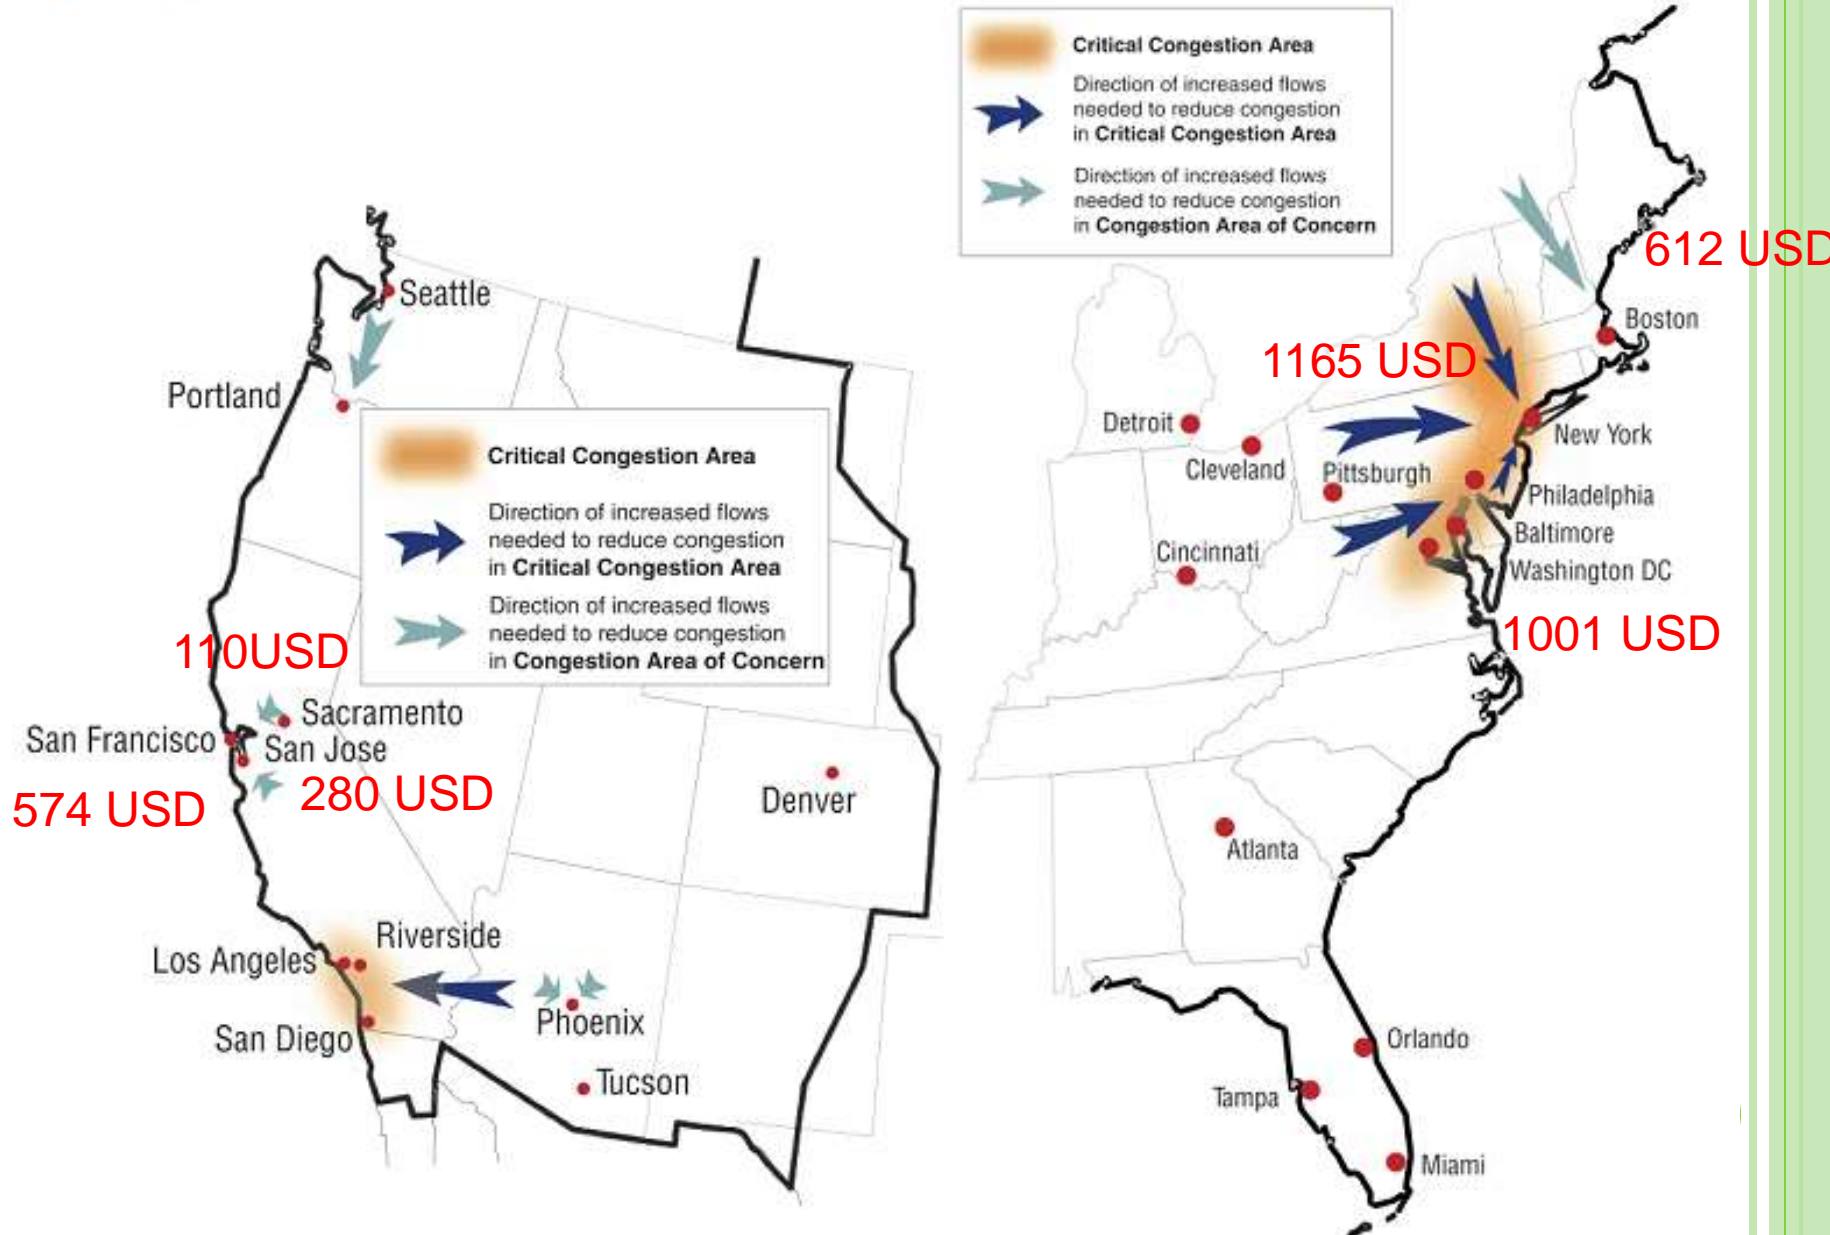 Critical Congestion Area
Direction of increased flows
needed to reduce congestion
in Critical Congestion Area
Direction of increased flows
needed to reduce congestion
in Congestion Area of Concern
612 USD
Seattle
Boston
1165 USD
Portland
Detroit
New York
Cleveland
Pittsburgh
Philadelphia
Baltimore
Cincinnati
Washington DC
1001 USD
Critical Congestion Area
Direction of increased flows
needed to reduce congestion
in Critical Congestion Area
Direction of increased flows
needed to reduce congestion
in Congestion Area of Concern
110USD
Sacramento
San Francisco
San Jose
280 USD
574 USD
Denver
Atlanta
Riverside
Los Angeles
Phoenix
San Diego
Tucson
Orlando
Tampa
Miami